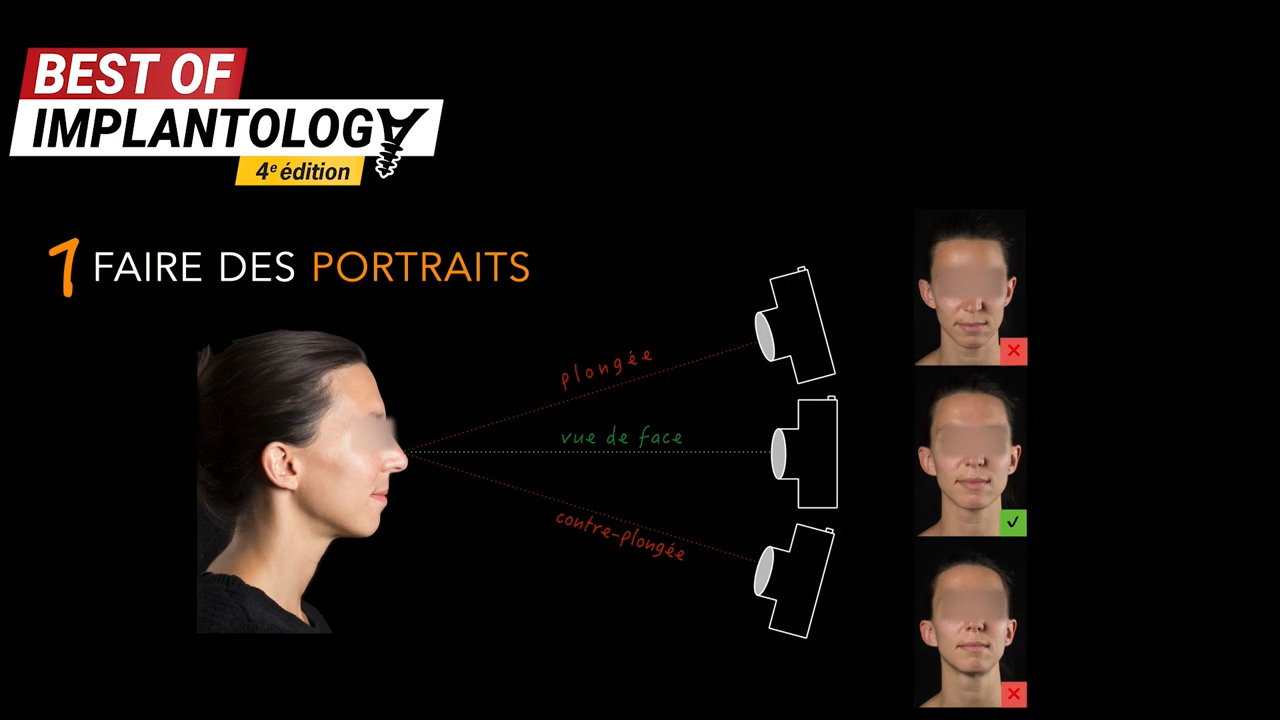 BEST OF
IMPLANTOLOGY
4e édition
1 FAIRE DES PORTRAITS
plongée
vue de face
contre-plongée